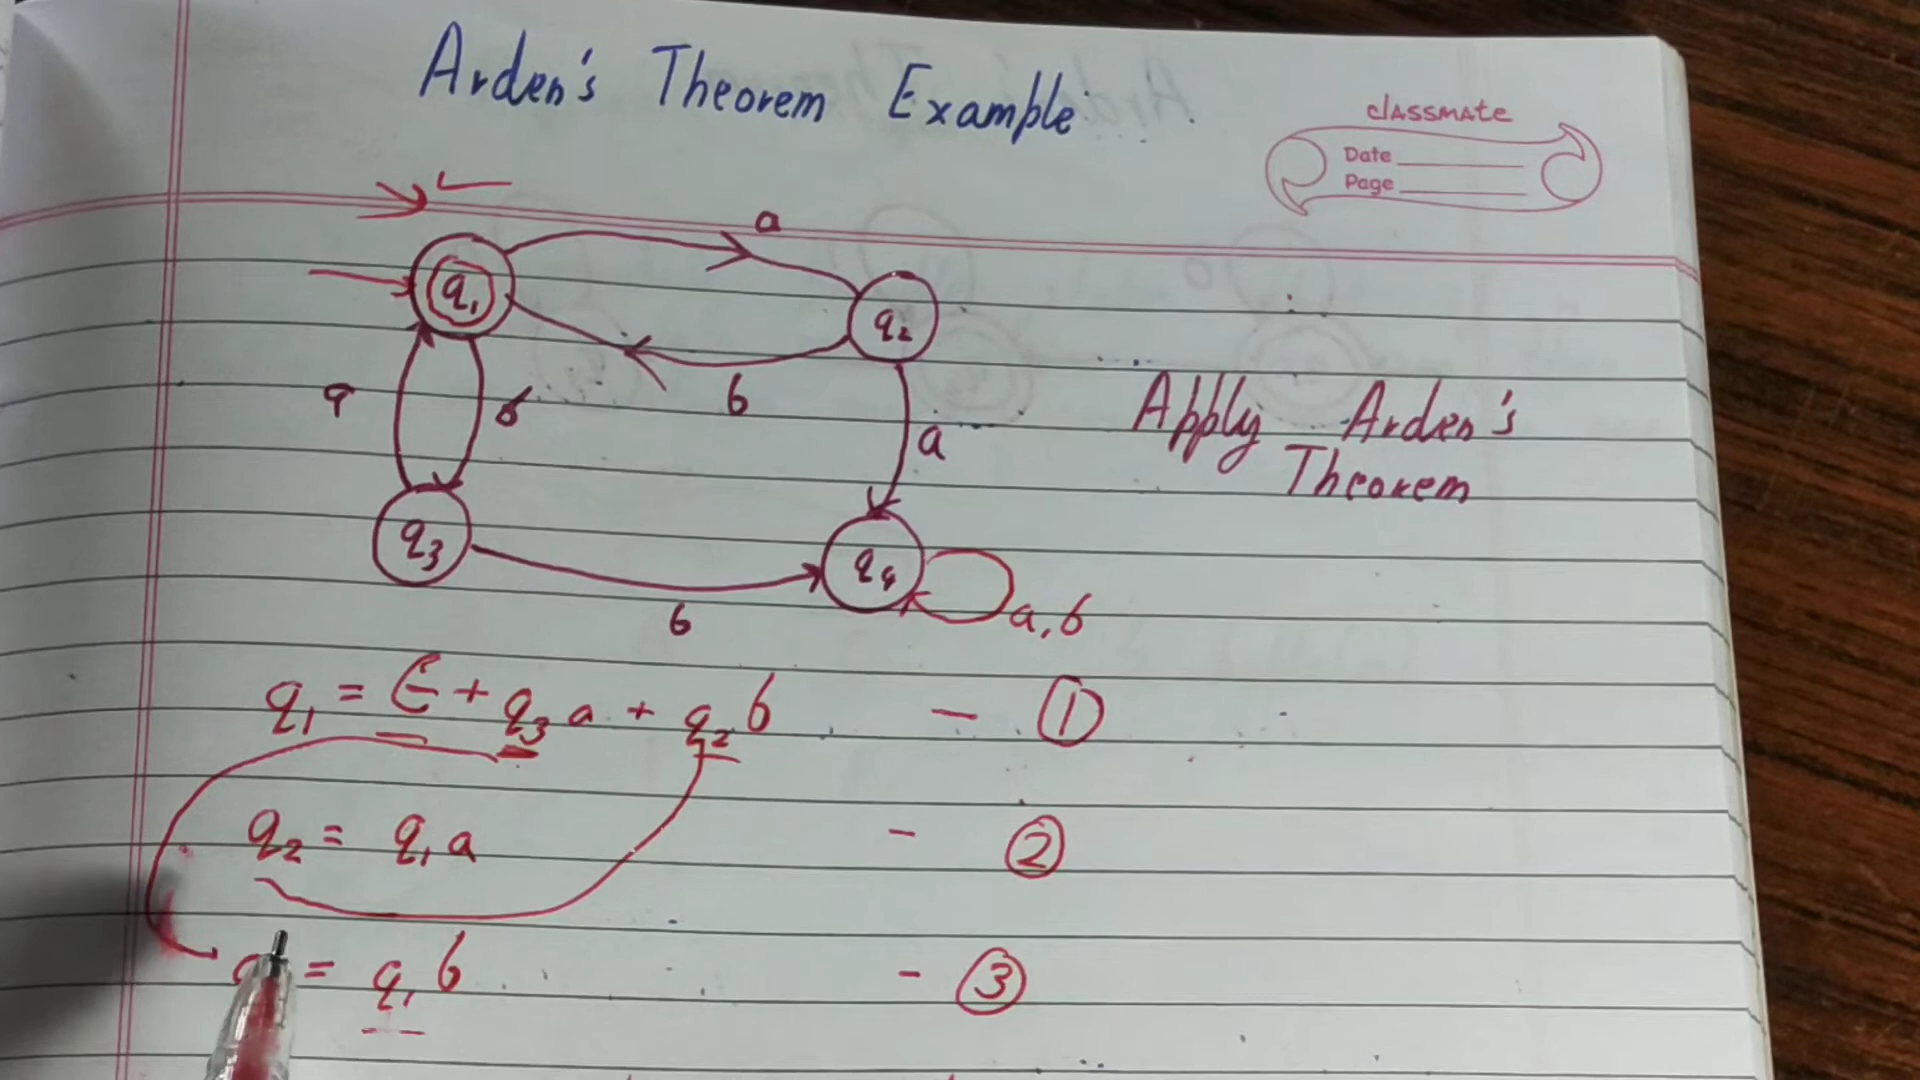 Arden's Theorem Example
classmate
Date
Page
a
q1
q2
b
a
b
a
Apply Arden's
Theorem
q3
q4
b
a,b
q1 = ε + q3 a + q2 b - ①
q2 = q1 a - ②
= q1 b - ③